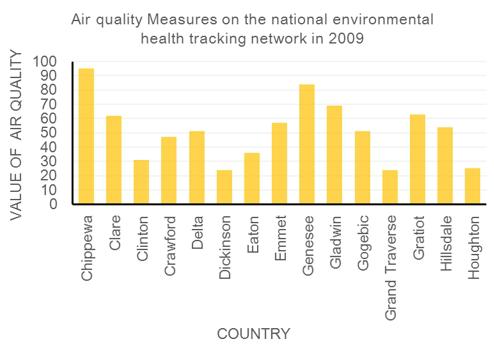 Air quality Measures on the national environmental
health tracking network in 2009
VALUE OF AIR QUALITY
100
90
80
70
60
50
40
30
20
10
0
Chippewa
Clare
Clinton
Crawford
Delta
Dickinson
Eaton
Emmet
Genesee
Gladwin
Gogebic
Grand Traverse
Gratiot
Hillsdale
Houghton
COUNTRY